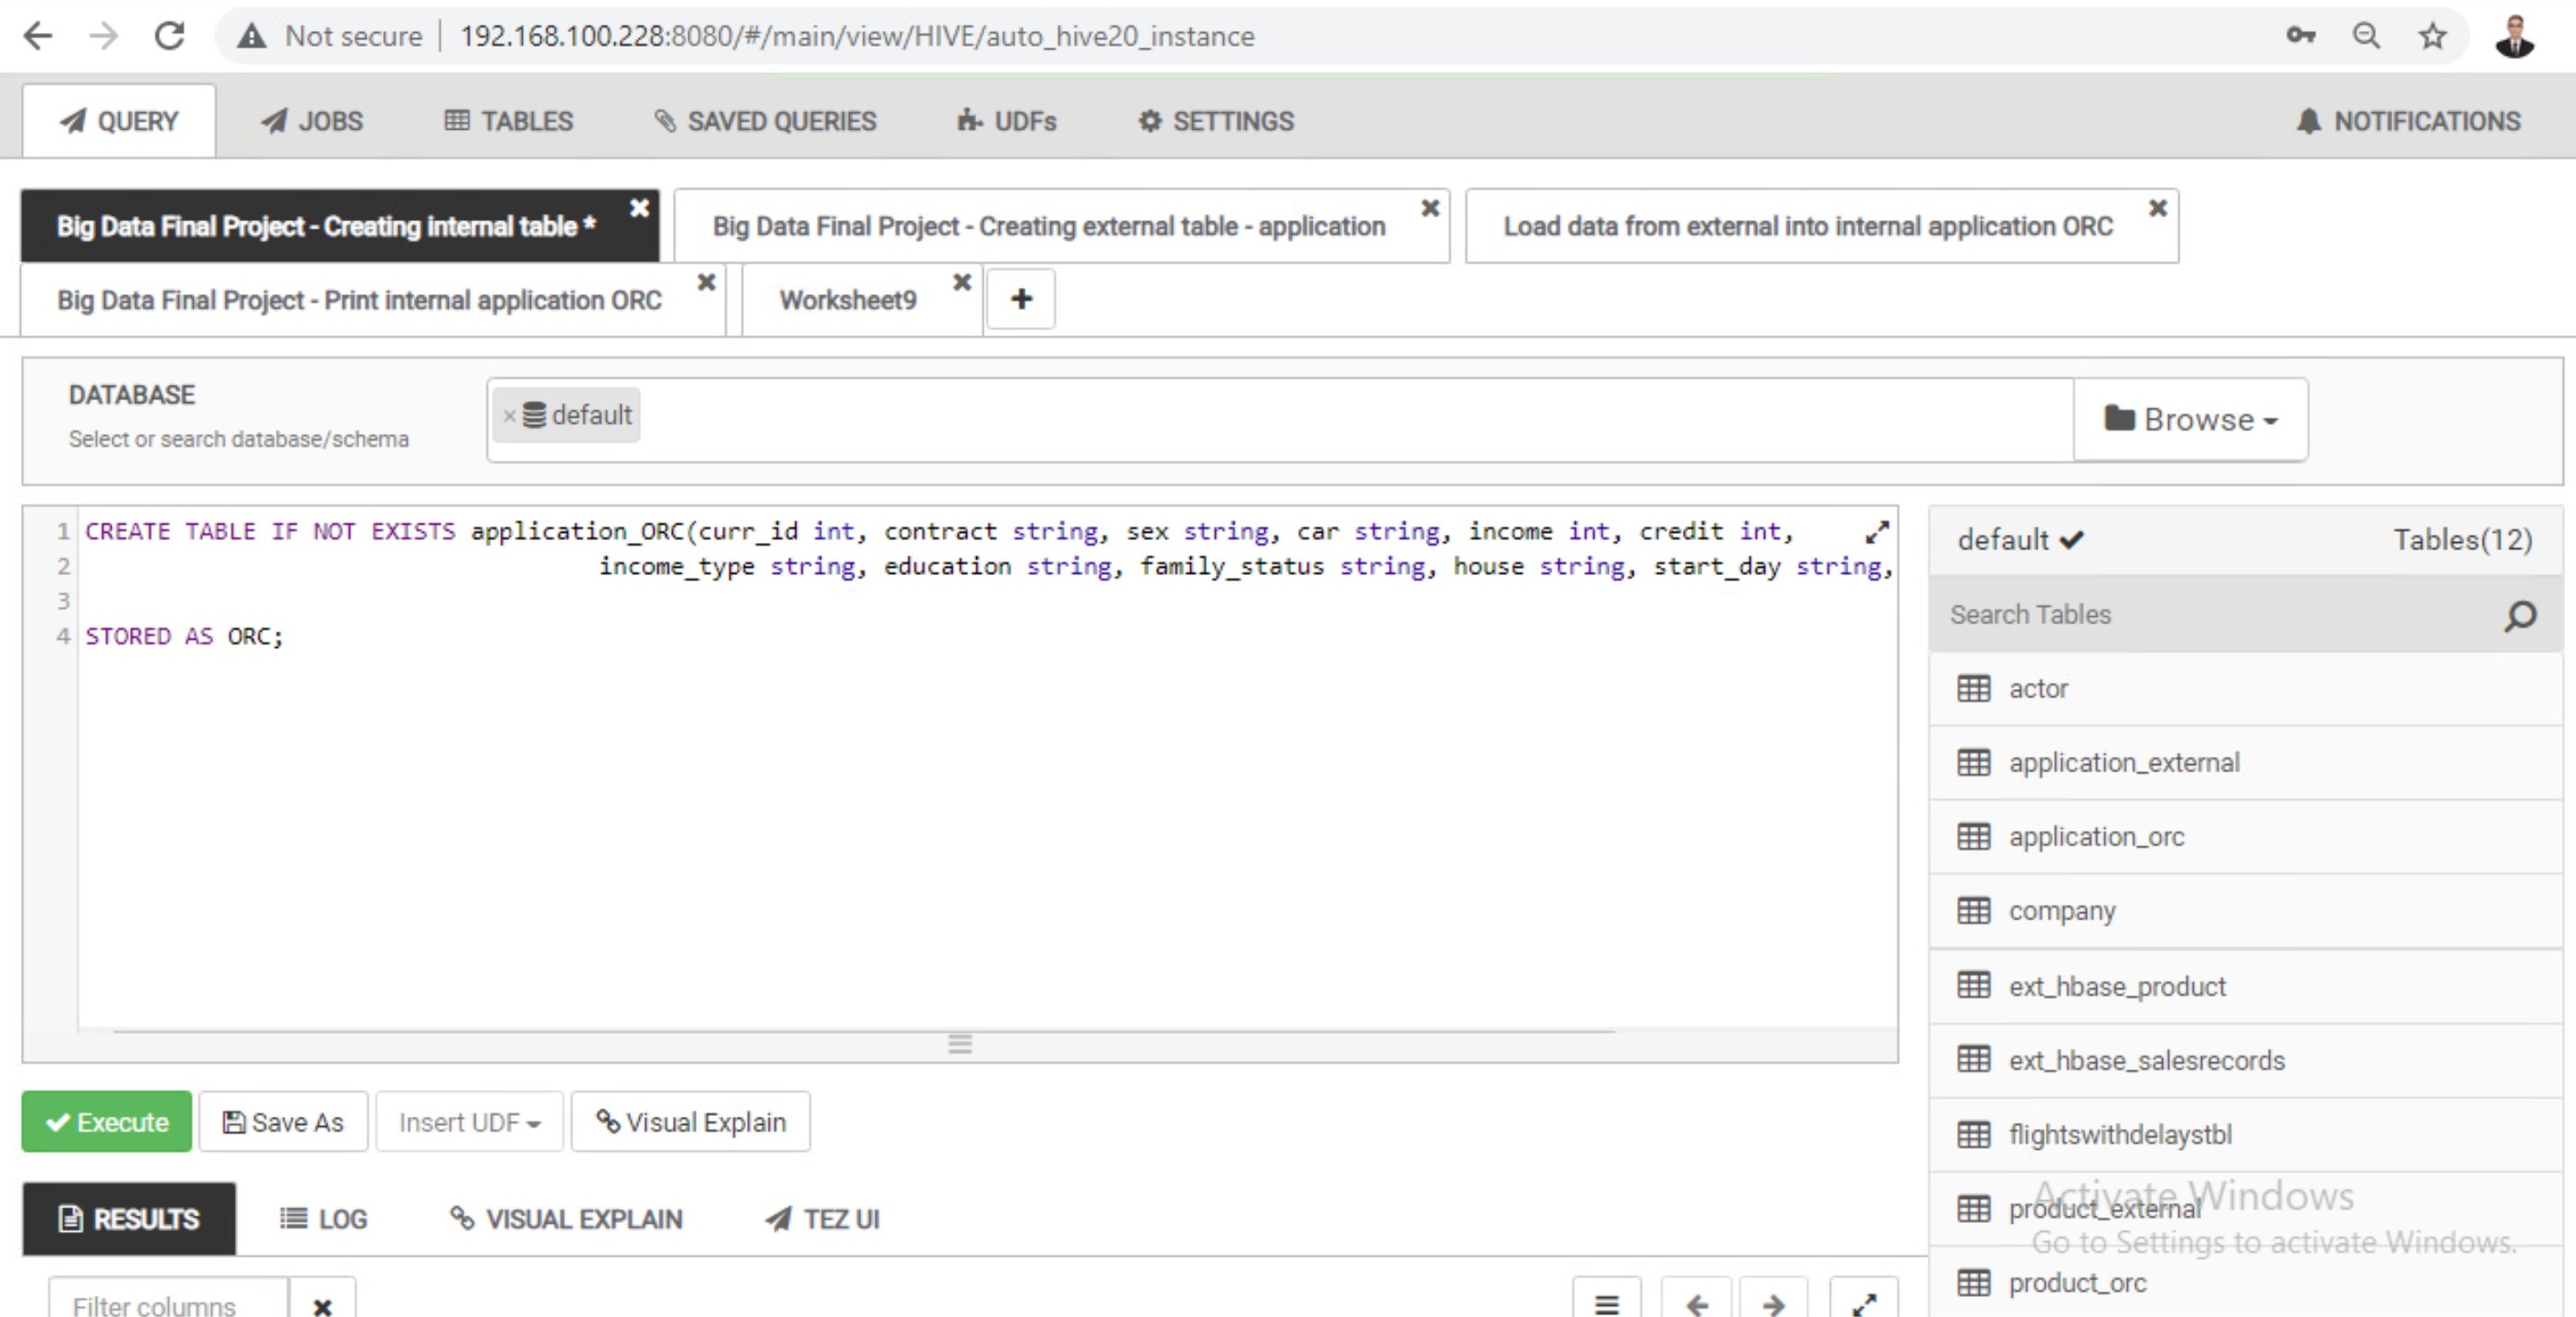 Not secure 192.168.100.228:8080/#/main/view/HIVE/auto_hive20_instance
QUERY JOBS TABLES SAVED QUERIES UDFs SETTINGS NOTIFICATIONS
Big Data Final Project - Creating internal table * Big Data Final Project - Creating external table - application Load data from external into internal application ORC
Big Data Final Project - Print internal application ORC Worksheet9 +
DATABASE
Select or search database/schema
× default
Browse
1 CREATE TABLE IF NOT EXISTS application_ORC(curr_id int, contract string, sex string, car string, income int, credit int,
2 income_type string, education string, family_status string, house string, start_day string,
3
4 STORED AS ORC;
default Tables(12)
Search Tables
actor
application_external
application_orc
company
ext_hbase_product
ext_hbase_salesrecords
flightswithdelaystbl
product_external
product_orc
Execute Save As Insert UDF Visual Explain
RESULTS LOG VISUAL EXPLAIN TEZ UI
Filter columns
Activate Windows
Go to Settings to activate Windows.